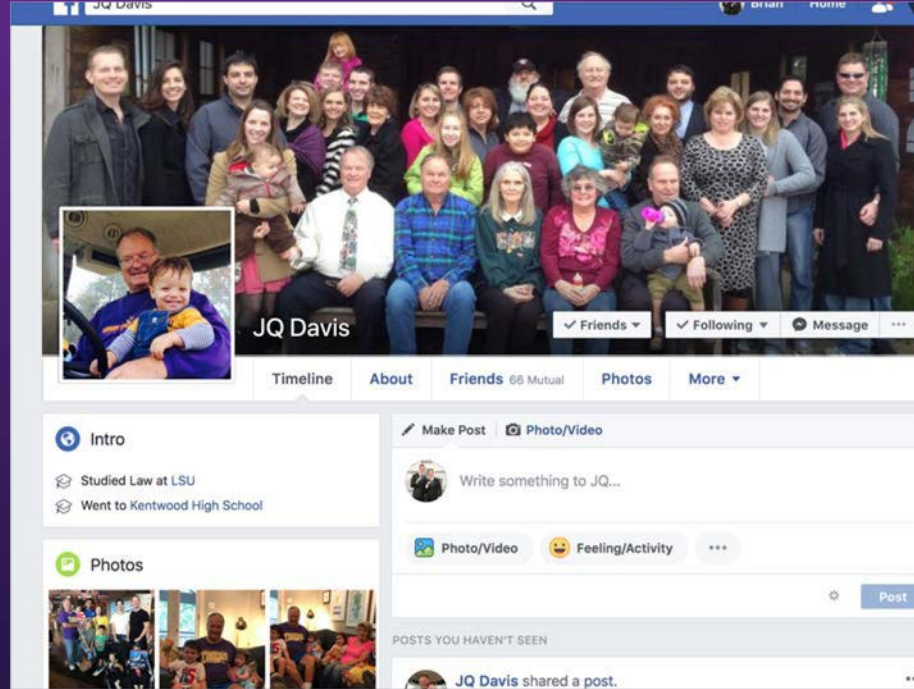 f JQ Davis Brian Home
JQ Davis
Friends Following Message ...
Timeline About Friends 66 Mutual Photos More
Intro
Studied Law at LSU
Went to Kentwood High School
Photos
Make Post Photo/Video
Write something to JQ...
Photo/Video Feeling/Activity ...
Post
POSTS YOU HAVEN'T SEEN
JQ Davis shared a post.